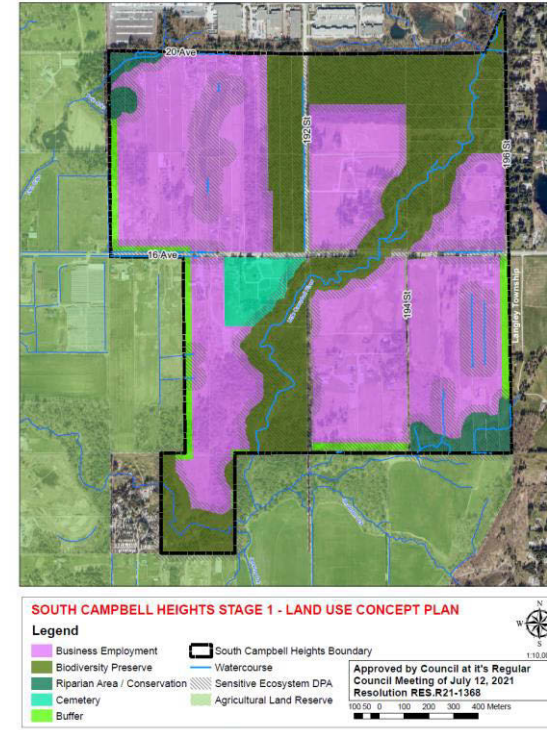 20 Ave
192 St
196 St
16 Ave
194 St
Langley Township
SOUTH CAMPBELL HEIGHTS STAGE 1 - LAND USE CONCEPT PLAN
Legend
Business Employment
Biodiversity Preserve
Riparian Area / Conservation
Cemetery
Buffer
South Campbell Heights Boundary
Watercourse
Sensitive Ecosystem DPA
Agricultural Land Reserve
N
W
E
S
Approved by Council at it's Regular
Council Meeting of July 12, 2021
Resolution RES.R21-1368
100 50 0 100 200 300 400 Meters